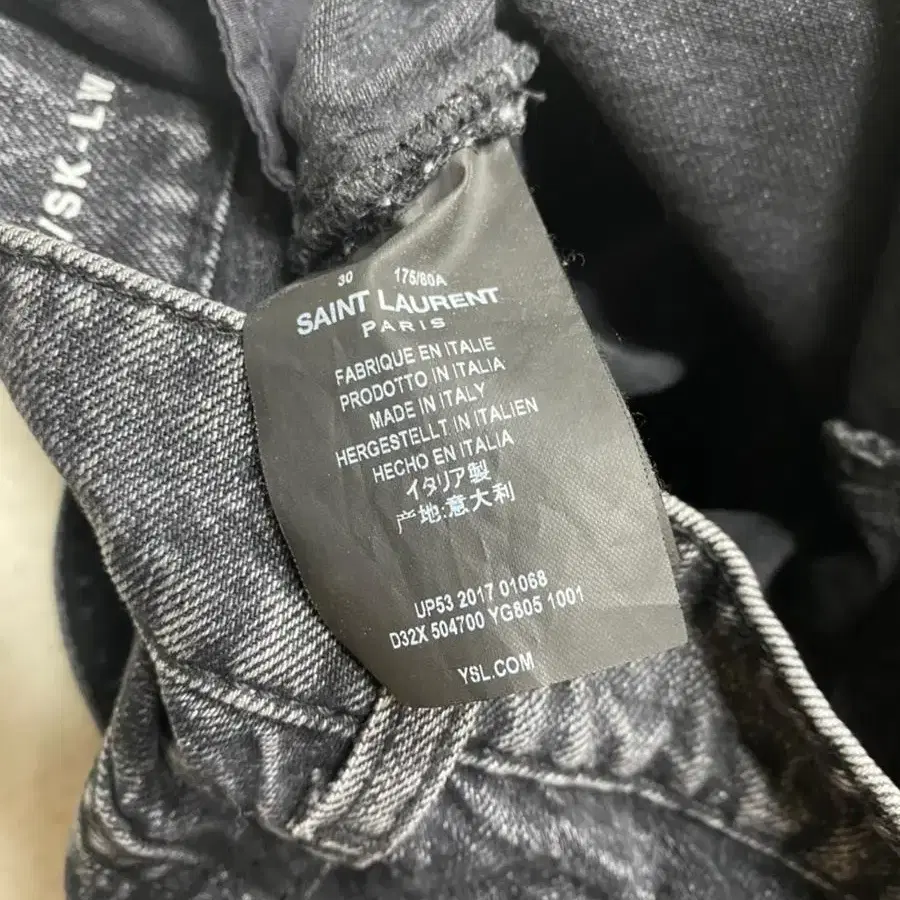 /SK-LW
30 175/80A
SAINT LAURENT
PARIS
FABRIQUE EN ITALIE
PRODOTTO IN ITALIA
MADE IN ITALY
HERGESTELLT IN ITALIEN
HECHO EN ITALIA
イタリア製
产地:意大利
UP53 2017 01068
D32X 504700 YG805 1001
YSL.COM